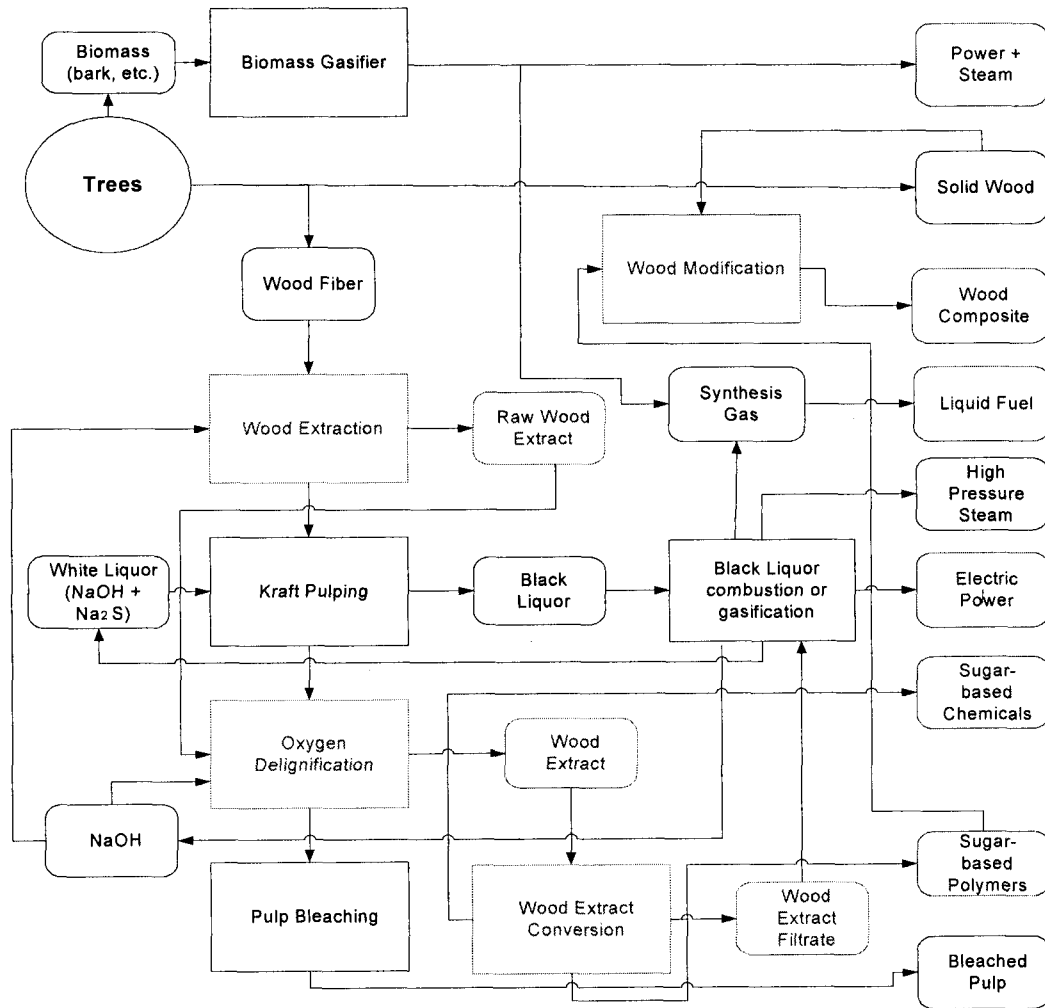 Biomass
(bark, etc.)
Biomass Gasifier
Power +
Steam
Trees
Solid Wood
Wood Fiber
Wood Modification
Wood
Composite
Wood Extraction
Raw Wood
Extract
Synthesis
Gas
Liquid Fuel
High
Pressure
Steam
White Liquor
(NaOH +
Na2 S)
Kraft Pulping
Black
Liquor
Black Liquor
combustion or
gasification
Electric
Power
Sugar-
based
Chemicals
Oxygen
Delignification
Wood
Extract
NaOH
Pulp Bleaching
Wood Extract
Conversion
Wood
Extract
Filtrate
Sugar-
based
Polymers
Bleached
Pulp